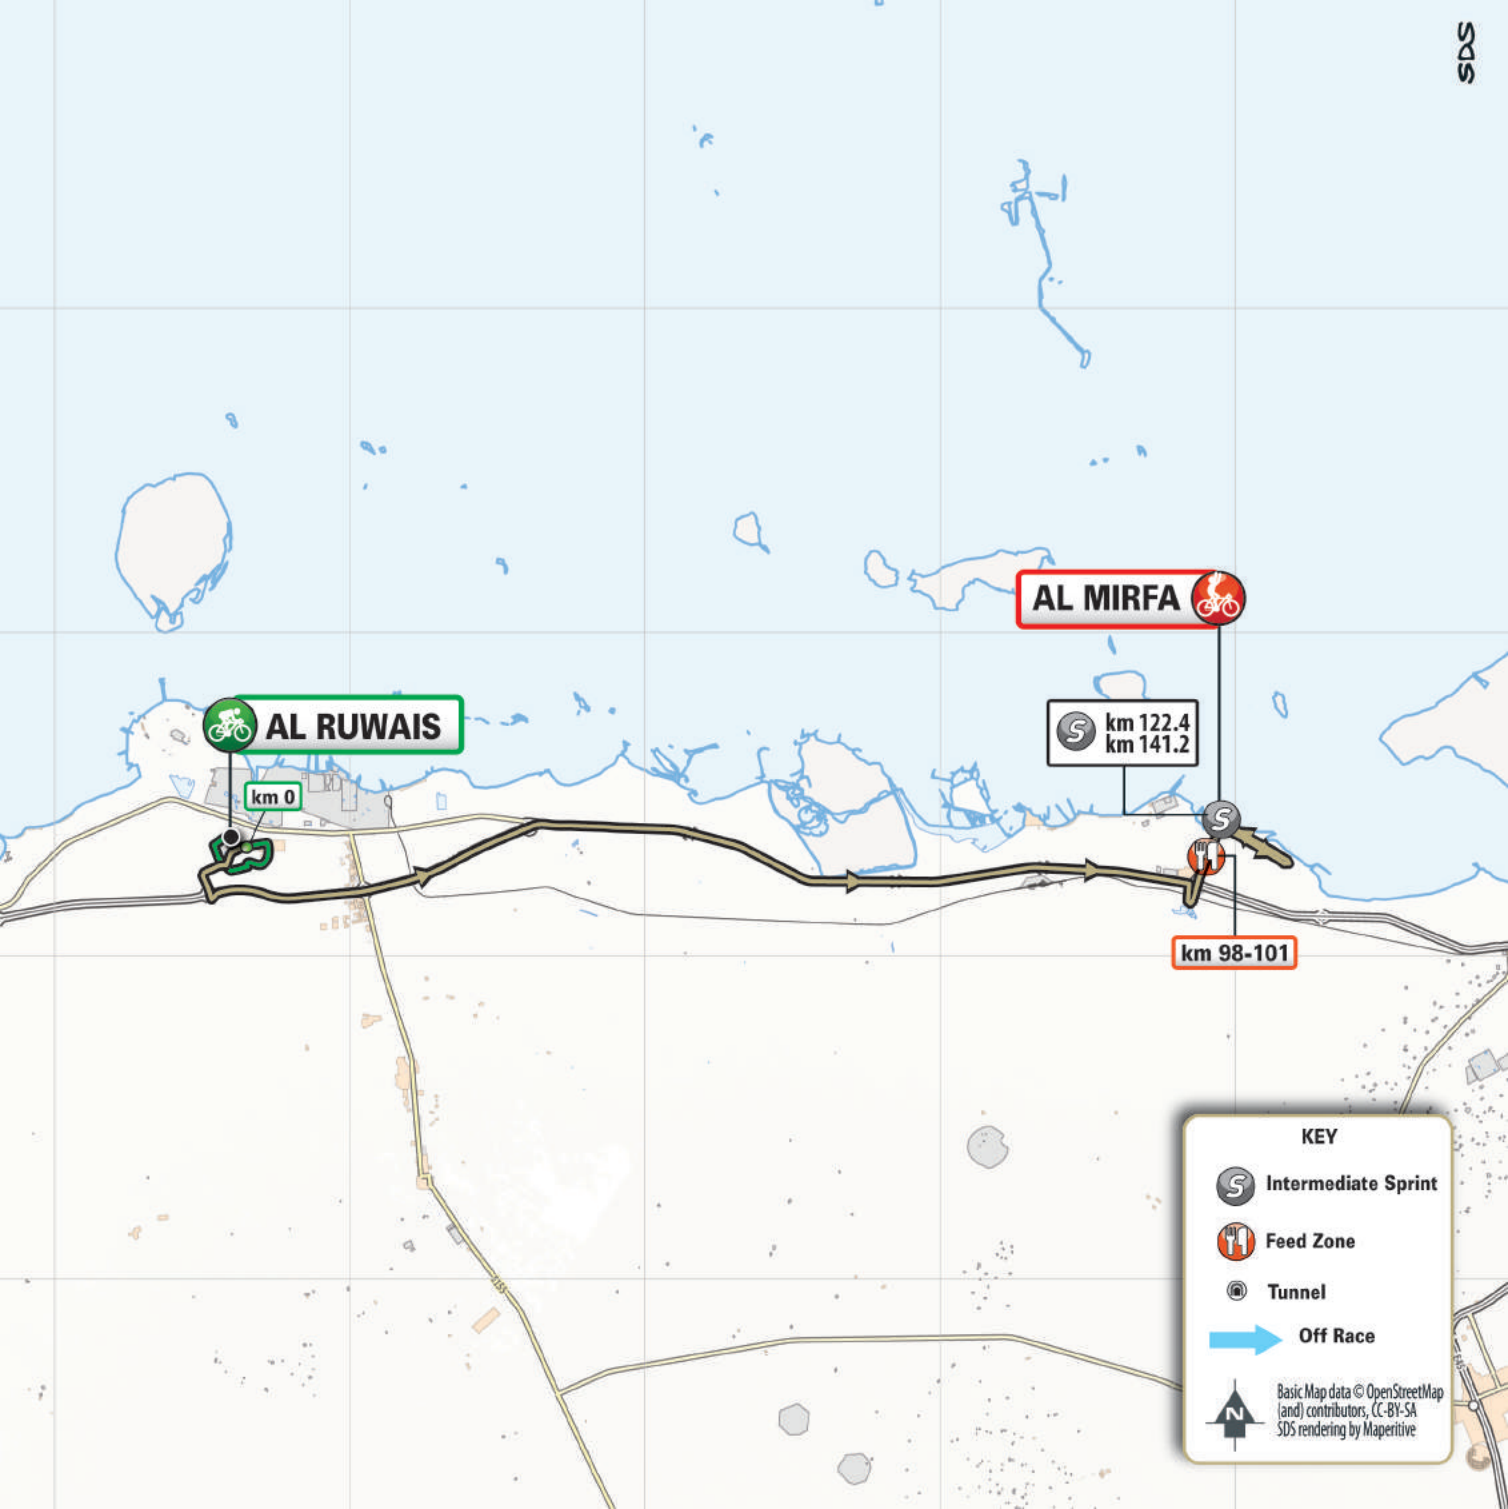 SDS
AL MIRFA
S
km 122.4
km 141.2
AL RUWAIS
km 0
S
km 98-101
KEY
S Intermediate Sprint
Feed Zone
Tunnel
Off Race
N
Basic Map data © OpenStreetMap
(and) contributors, CC-BY-SA
SDS rendering by Maperitive